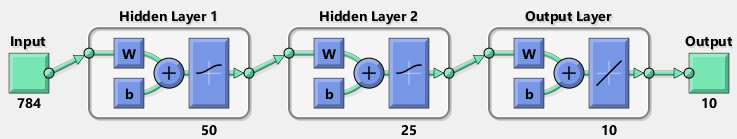 Hidden Layer 1
Hidden Layer 2
Output Layer
Input
Output
W
b
+
W
b
+
W
b
+
784
50
25
10
10